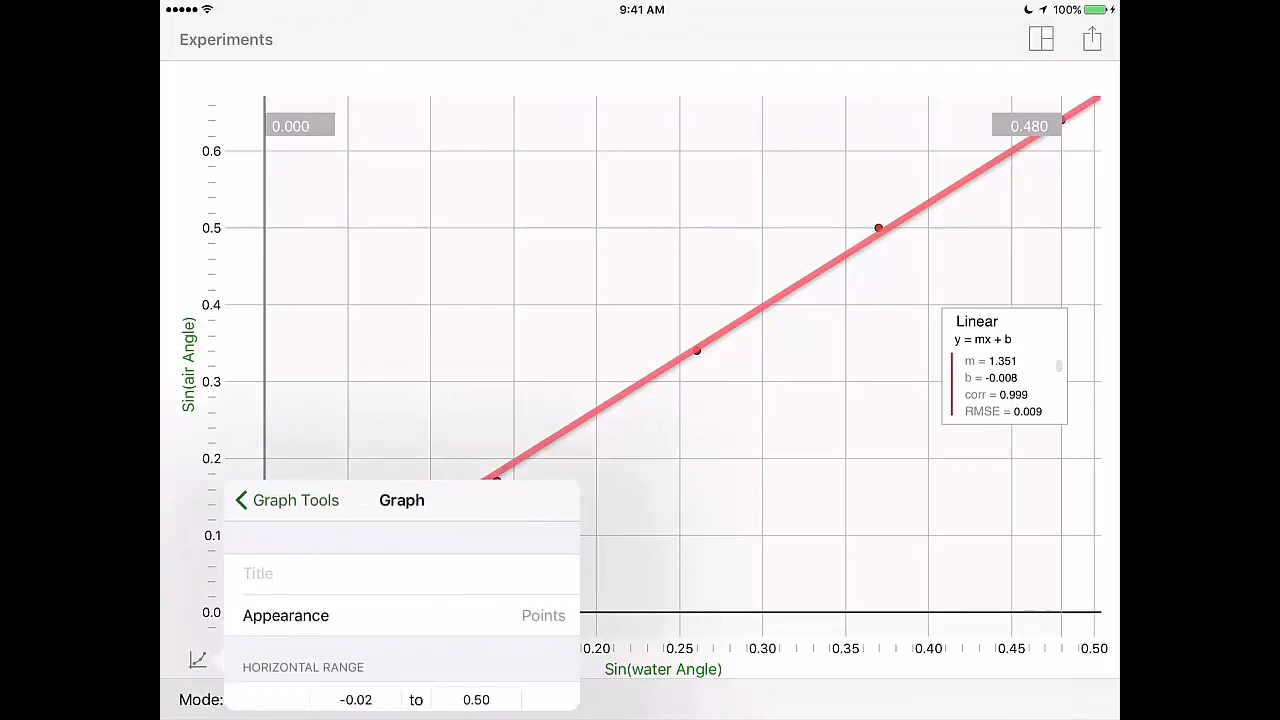 9:41 AM
100%
Experiments
0.000
0.480
0.6
0.5
0.4
0.3
0.2
0.1
0.0
Sin(air Angle)
Linear
y = mx + b
m = 1.351
b = -0.008
corr = 0.999
RMSE = 0.009
Graph Tools
Graph
Title
Appearance
Points
HORIZONTAL RANGE
-0.02 to 0.50
0.20 0.25 0.30 0.35 0.40 0.45 0.50
Sin(water Angle)
Mode: